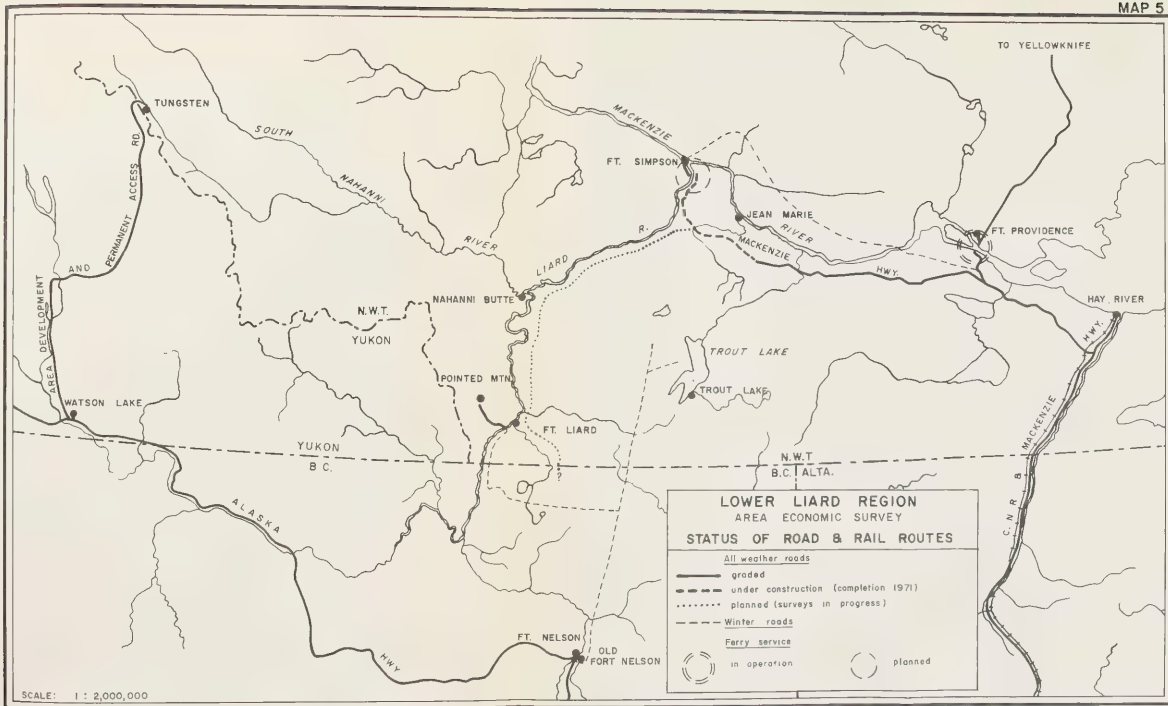 MAP 5
TO YELLOWKNIFE
TUNGSTEN
SOUTH
NAHANNI
RIVER
MACKENZIE
FT. SIMPSON
JEAN MARIE
RIVER
FT. PROVIDENCE
MACKENZIE
HWY.
HAY RIVER
LIARD
R.
NAHANNI BUTTE
AREA DEVELOPMENT
AND
PERMANENT ACCESS RD.
N.W.T.
YUKON
TROUT LAKE
TROUT LAKE
POINTED MTN.
WATSON LAKE
FT. LIARD
YUKON
B.C.
N.W.T
B.C. ALTA.
C. N R &
MACKENZIE
HWY.
ALASKA
HWY
FT. NELSON
OLD
FORT NELSON
LOWER LIARD REGION
AREA ECONOMIC SURVEY
STATUS OF ROAD & RAIL ROUTES
All weather roads
graded
under construction (completion 1971)
planned (surveys in progress)
Winter roads
Ferry service
in operation
planned
SCALE: 1 : 2,000,000